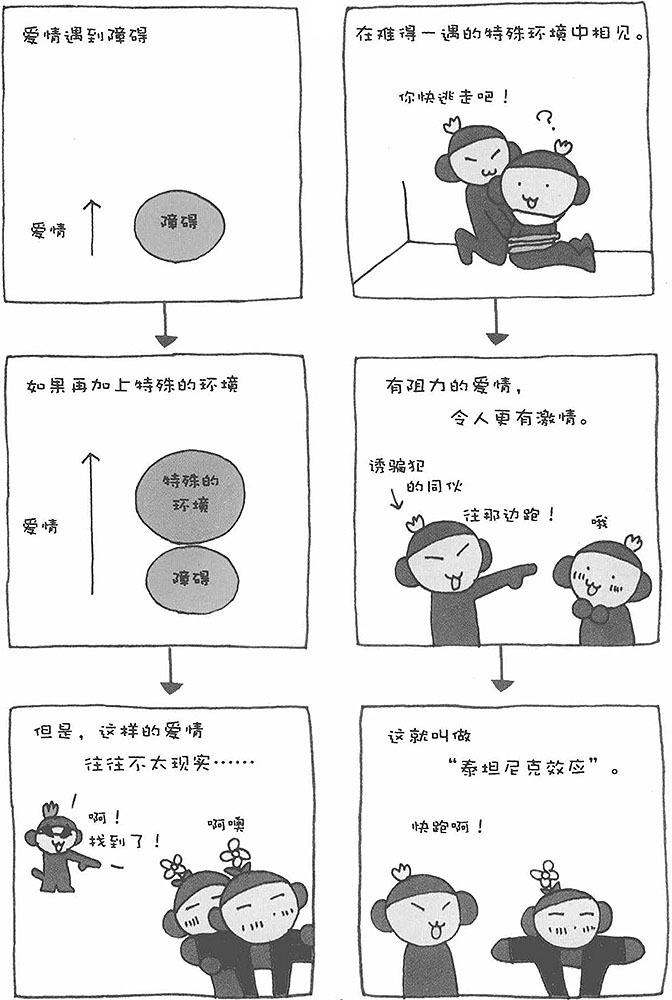 爱情遇到障碍
障碍
爱情
如果再加上特殊的环境
特殊的
环境
爱情
障碍
但是，这样的爱情
往往不太现实……
啊！
找到了！
啊噢
在难得一遇的特殊环境中相见。
你快逃走吧！
?
有阻力的爱情，
令人更有激情。
诱骗犯
的同伙
往那边跑！
哦
这就叫做
“泰坦尼克效应”。
快跑啊！